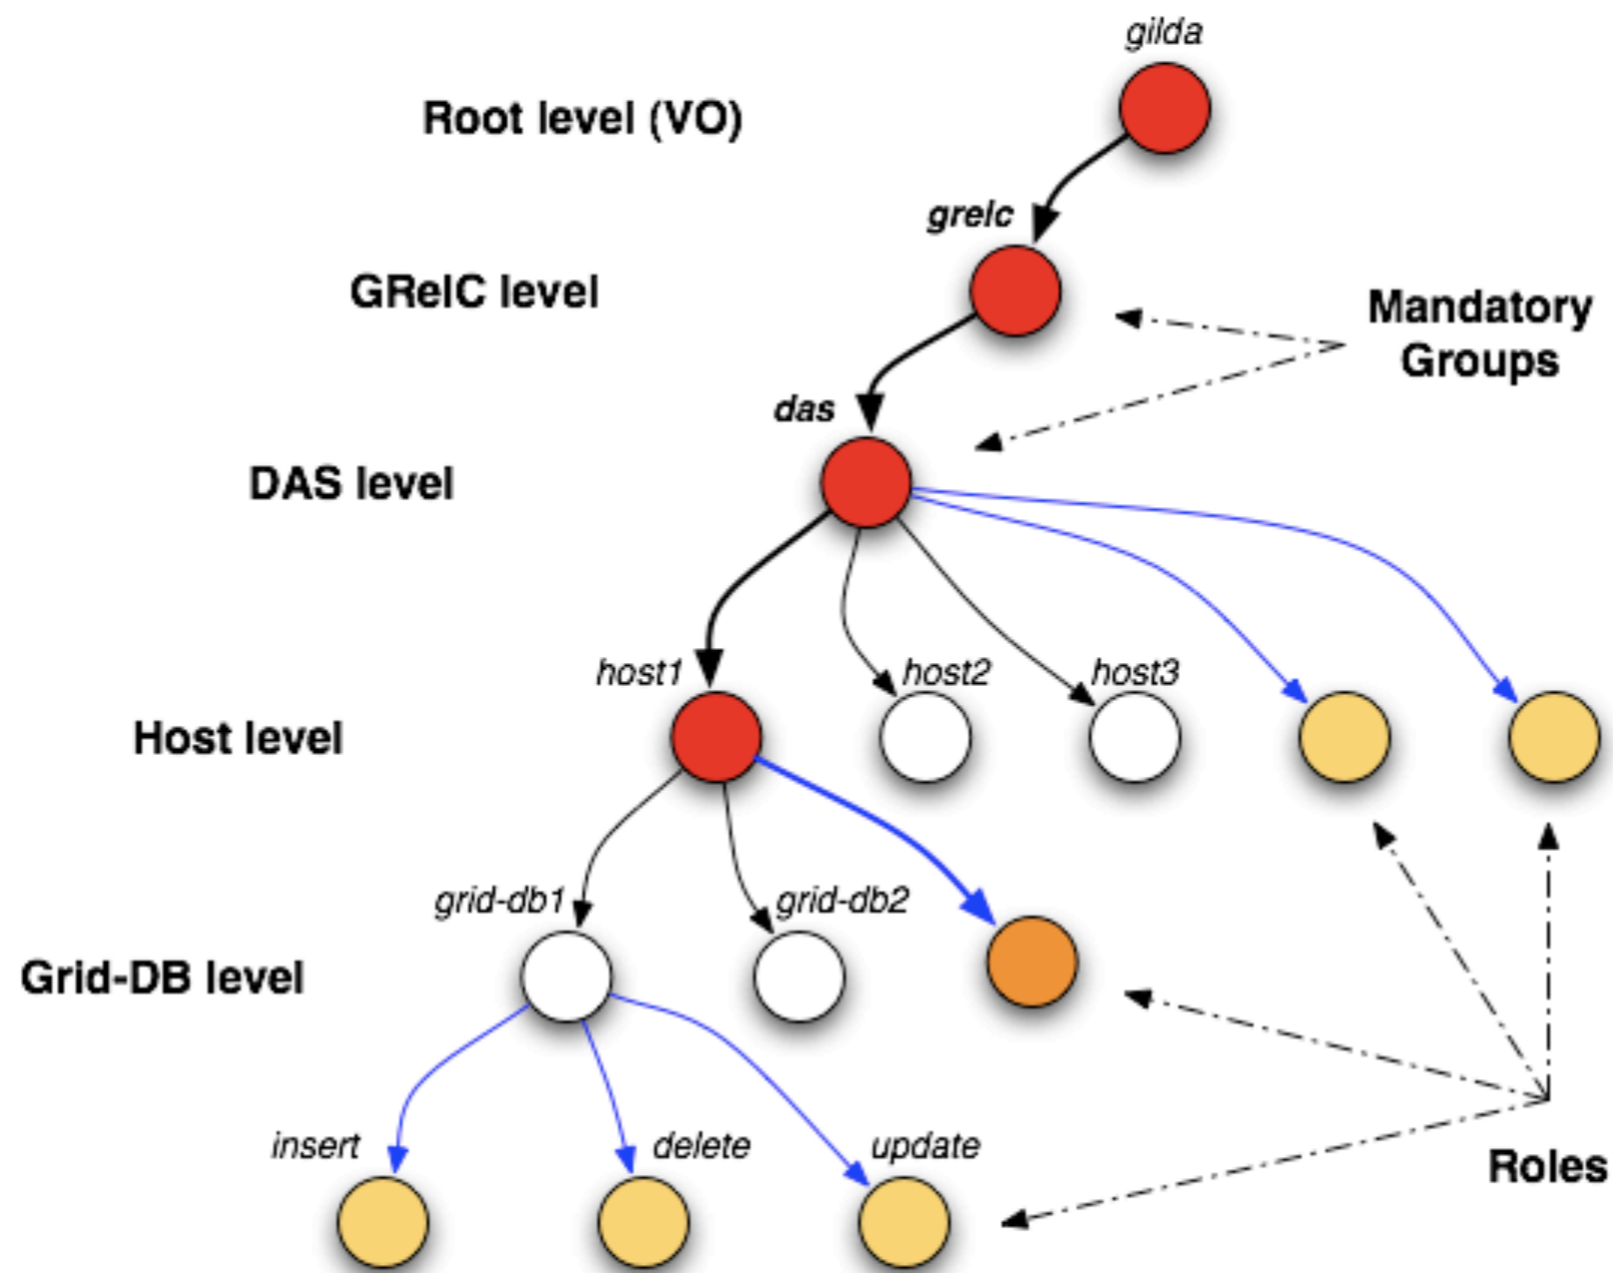 gilda
Root level (VO)
grelc
GRelC level
Mandatory
Groups
das
DAS level
host1
host2
host3
Host level
grid-db1
grid-db2
Grid-DB level
insert
delete
update
Roles